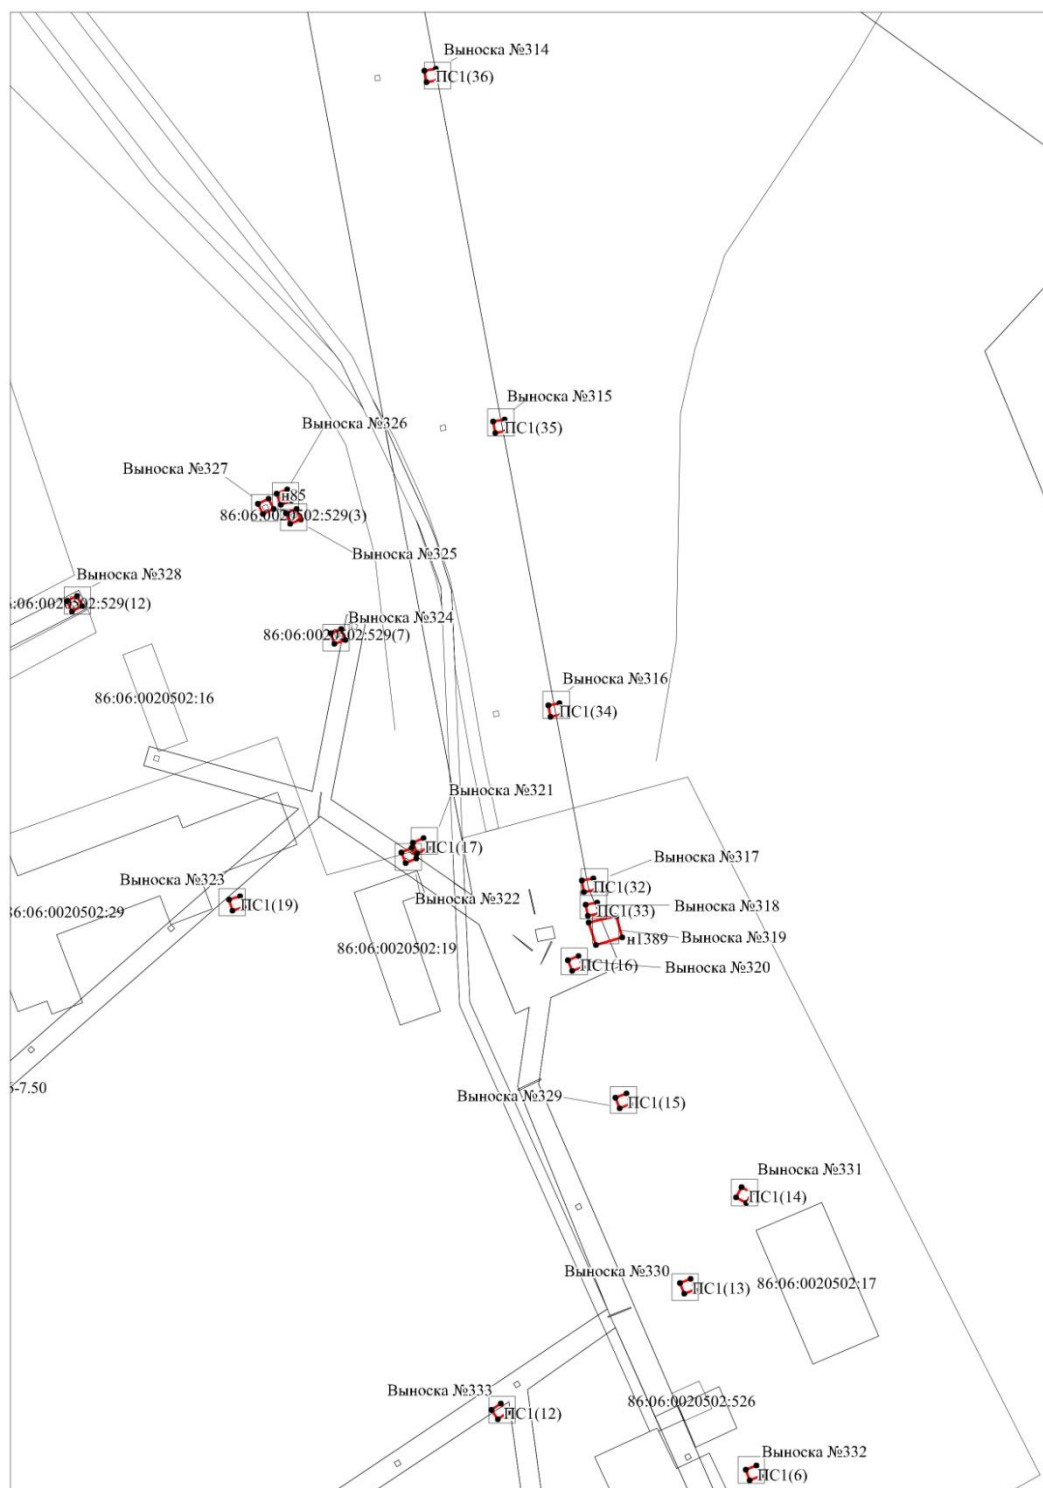 Выноска №314
ПС1(36)
Выноска №315
Выноска №326
ПС1(35)
Выноска №327
н85
86:06:0020502:529(3)
Выноска №325
Выноска №328
:06:0020502:529(12)
Выноска №324
86:06:0020502:529(7)
Выноска №316
86:06:0020502:16
ПС1(34)
Выноска №321
ПС1(17)
Выноска №317
Выноска №323
ПС1(32)
Выноска №322
ПС1(19)
Выноска №318
86:06:0020502:29
ПС1(33)
Выноска №319
н1389
86:06:0020502:19
ПС1(16)
Выноска №320
-7.50
Выноска №329
ПС1(15)
Выноска №331
ПС1(14)
Выноска №330
86:06:0020502:17
ПС1(13)
Выноска №333
86:06:0020502:526
ПС1(12)
Выноска №332
ПС1(6)